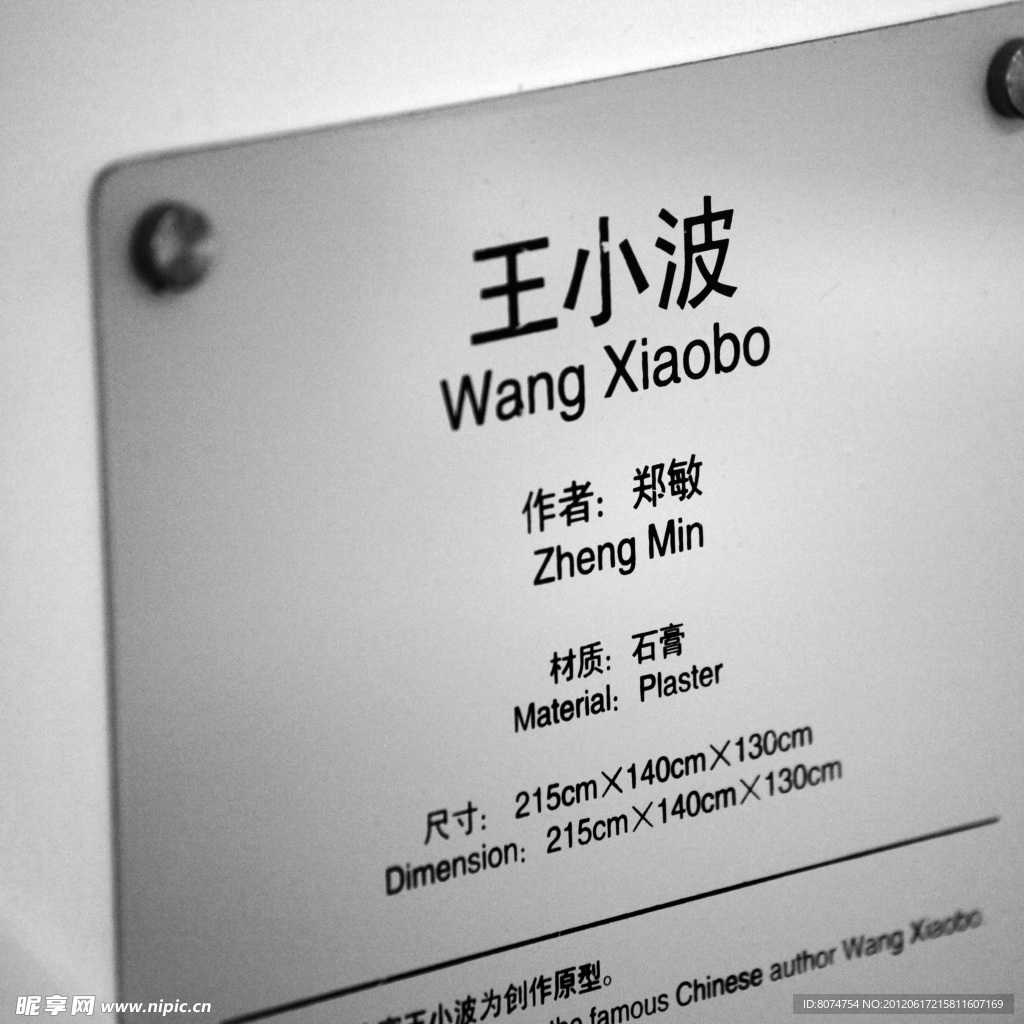 王小波
Wang Xiaobo
作者：郑敏
Zheng Min
材质：石膏
Material： Plaster
尺寸： 215cm×140cm×130cm
Dimension： 215cm×140cm×130cm
王小波为创作原型。
the famous Chinese author Wang Xiaobo
昵享网 www.nipic.cn
ID:8074754 NO:20120617215811607169